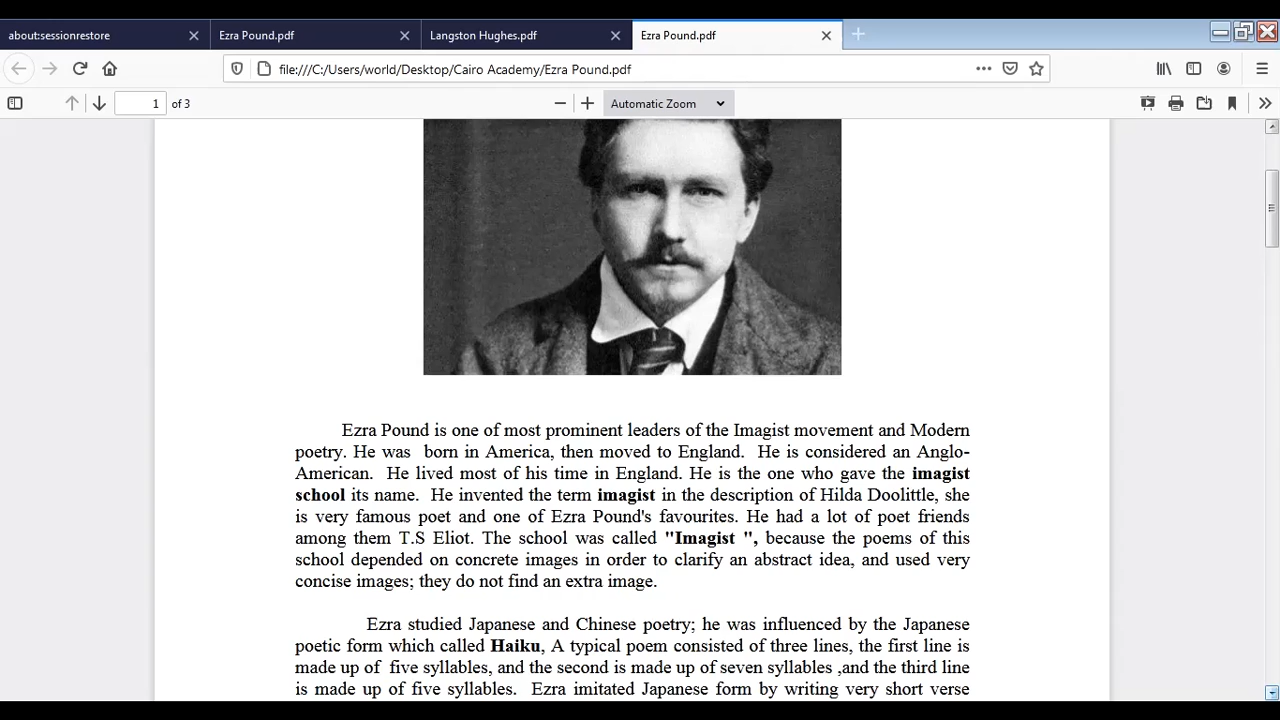 about:sessionrestore
Ezra Pound.pdf
Langston Hughes.pdf
Ezra Pound.pdf
file:///C:/Users/world/Desktop/Cairo Academy/Ezra Pound.pdf
1 of 3
Automatic Zoom
Ezra Pound is one of most prominent leaders of the Imagist movement and Modern
poetry. He was born in America, then moved to England. He is considered an Anglo-
American. He lived most of his time in England. He is the one who gave the imagist
school its name. He invented the term imagist in the description of Hilda Doolittle, she
is very famous poet and one of Ezra Pound's favourites. He had a lot of poet friends
among them T.S Eliot. The school was called "Imagist ", because the poems of this
school depended on concrete images in order to clarify an abstract idea, and used very
concise images; they do not find an extra image.
Ezra studied Japanese and Chinese poetry; he was influenced by the Japanese
poetic form which called Haiku, A typical poem consisted of three lines, the first line is
made up of five syllables, and the second is made up of seven syllables ,and the third line
is made up of five syllables. Ezra imitated Japanese form by writing very short verse